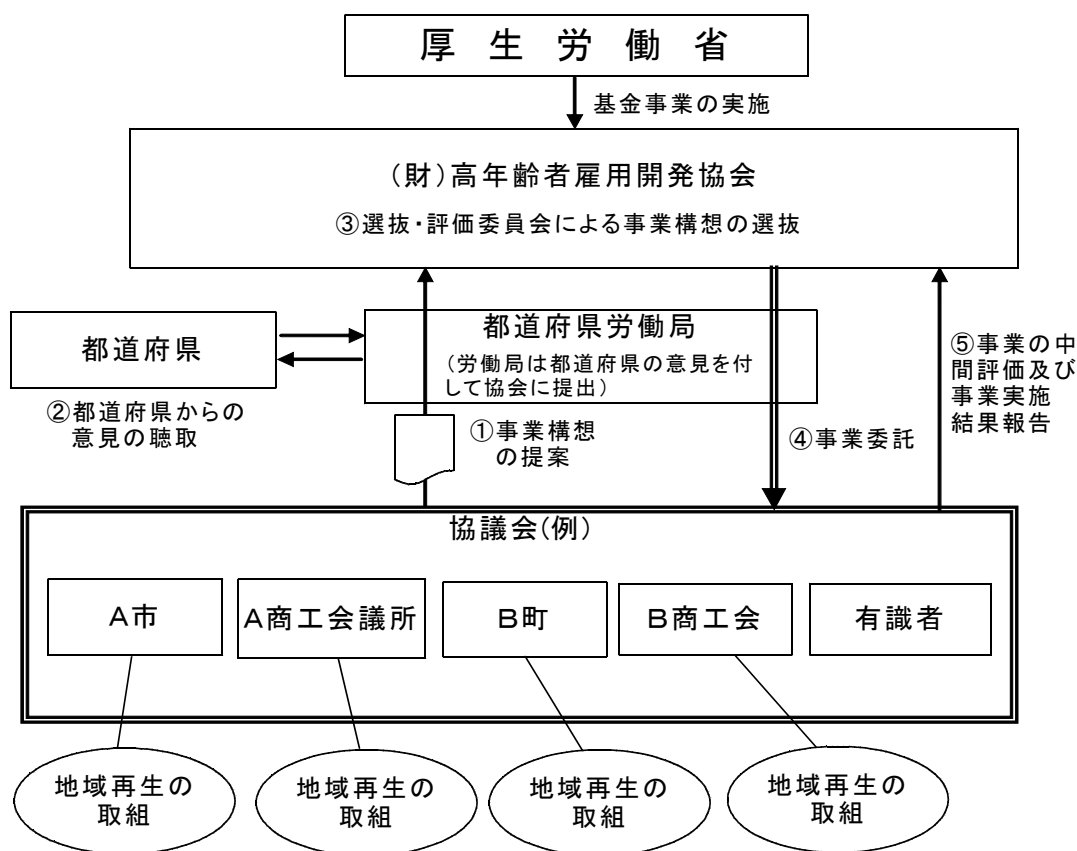 厚生労働省
基金事業の実施
(財)高年齢者雇用開発協会
③選抜・評価委員会による事業構想の選抜
都道府県
都道府県労働局
(労働局は都道府県の意見を付
して協会に提出)
②都道府県からの
意見の聴取
①事業構想
の提案
④事業委託
⑤事業の中
間評価及び
事業実施
結果報告
協議会(例)
A市
A商工会議所
B町
B商工会
有識者
地域再生の
取組
地域再生の
取組
地域再生の
取組
地域再生の
取組